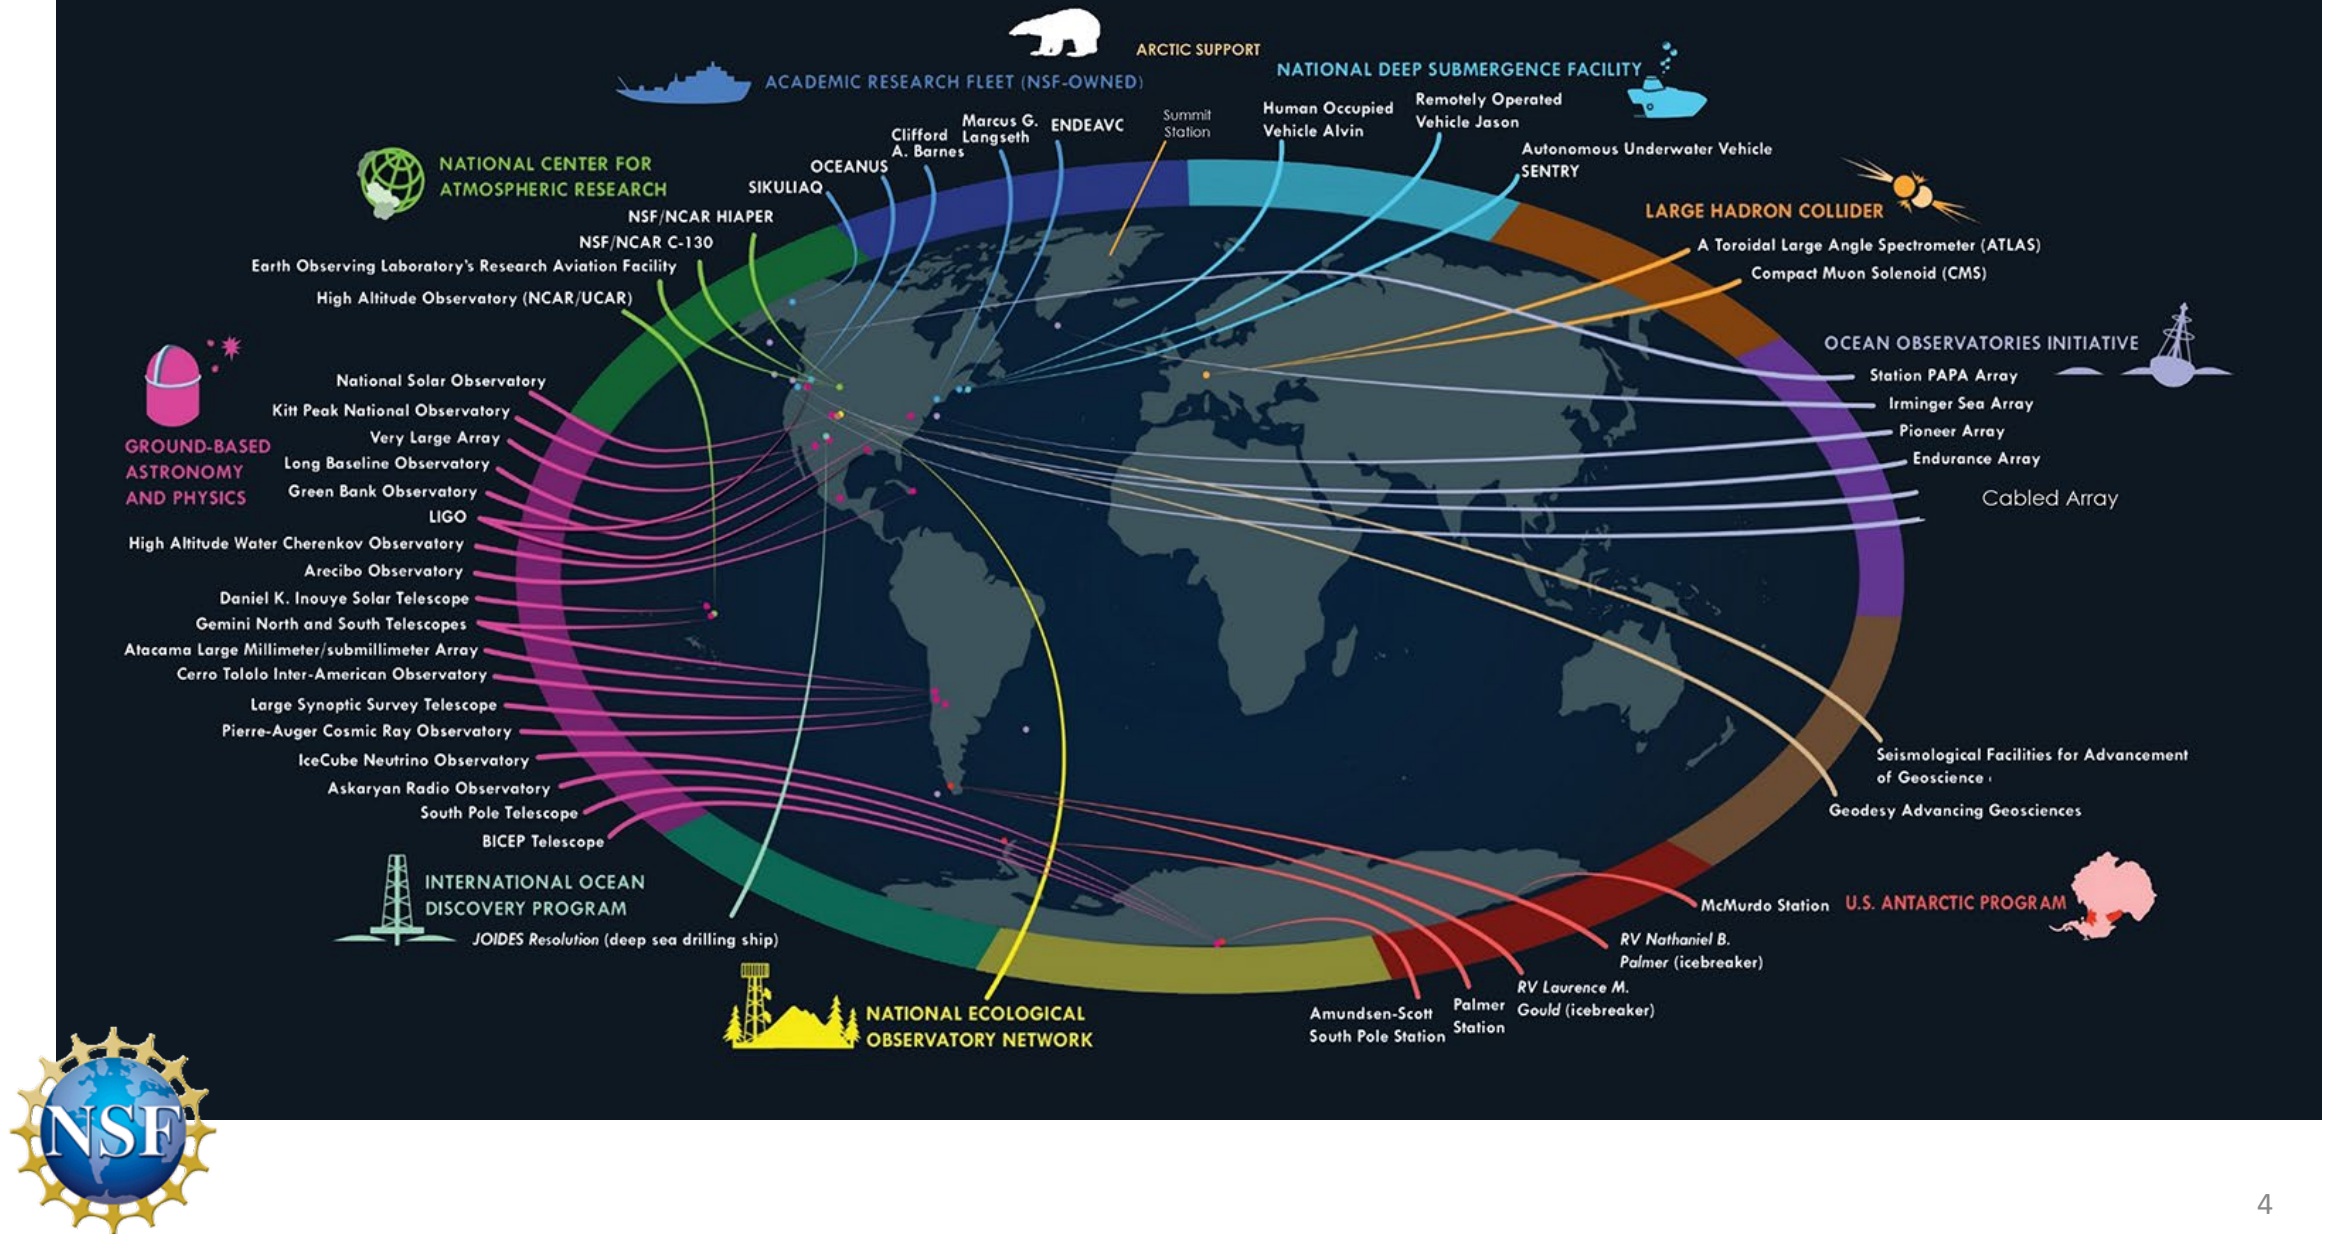 ARCTIC SUPPORT
ACADEMIC RESEARCH FLEET (NSF-OWNED)
NATIONAL DEEP SUBMERGENCE FACILITY
Summit
Station
Human Occupied
Vehicle Alvin
Remotely Operated
Vehicle Jason
Autonomous Underwater Vehicle
SENTRY
SIKULIAQ
OCEANUS
Clifford
A. Barnes
Marcus G.
Langseth
ENDEAVC
NATIONAL CENTER FOR
ATMOSPHERIC RESEARCH
NSF/NCAR HIAPER
NSF/NCAR C-130
Earth Observing Laboratory's Research Aviation Facility
High Altitude Observatory (NCAR/UCAR)
LARGE HADRON COLLIDER
A Toroidal Large Angle Spectrometer (ATLAS)
Compact Muon Solenoid (CMS)
OCEAN OBSERVATORIES INITIATIVE
Station PAPA Array
Irminger Sea Array
Pioneer Array
Endurance Array
Cabled Array
GROUND-BASED
ASTRONOMY
AND PHYSICS
National Solar Observatory
Kitt Peak National Observatory
Very Large Array
Long Baseline Observatory
Green Bank Observatory
LIGO
High Altitude Water Cherenkov Observatory
Arecibo Observatory
Daniel K. Inouye Solar Telescope
Gemini North and South Telescopes
Atacama Large Millimeter/submillimeter Array
Cerro Tololo Inter-American Observatory
Large Synoptic Survey Telescope
Pierre-Auger Cosmic Ray Observatory
IceCube Neutrino Observatory
Askaryan Radio Observatory
South Pole Telescope
BICEP Telescope
Seismological Facilities for Advancement
of Geoscience
Geodesy Advancing Geosciences
INTERNATIONAL OCEAN
DISCOVERY PROGRAM
JOIDES Resolution (deep sea drilling ship)
McMurdo Station
U.S. ANTARCTIC PROGRAM
RV Nathaniel B.
Palmer (icebreaker)
RV Laurence M.
Gould (icebreaker)
Palmer
Station
Amundsen-Scott
South Pole Station
NATIONAL ECOLOGICAL
OBSERVATORY NETWORK
NSF
4